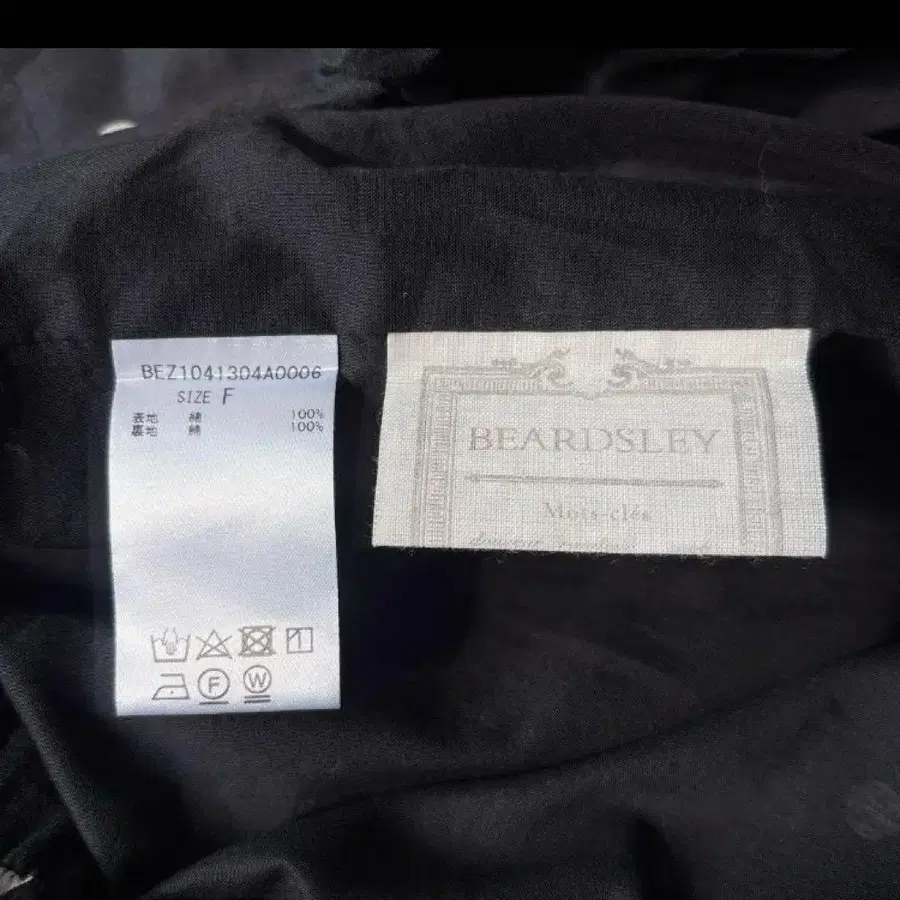 BEZ1041304A0006
SIZE F
表地 綿 100%
裏地 綿 100%
F W
BEARDSLEY
Mots-clés